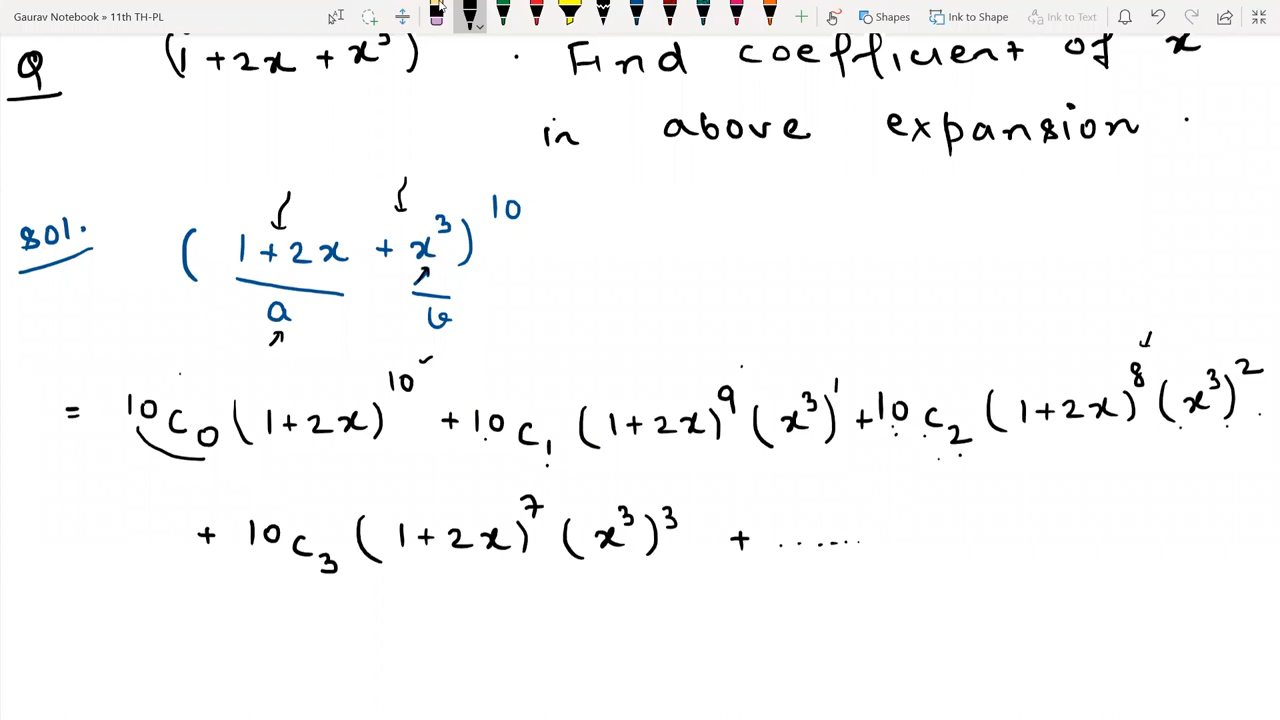 Gaurav Notebook » 11th TH-PL
Shapes Ink to Shape Ink to Text
Q (1 + 2x + x³) . Find coefficient of x
in above expansion .
sol. (1 + 2x + x³)¹⁰
a b
= ¹⁰C₀ (1+2x)¹⁰ + 10C₁ (1+2x)⁹ (x³)¹ + 10C₂ (1+2x)⁸ (x³)²
+ 10C₃ (1+2x)⁷ (x³)³ + ......